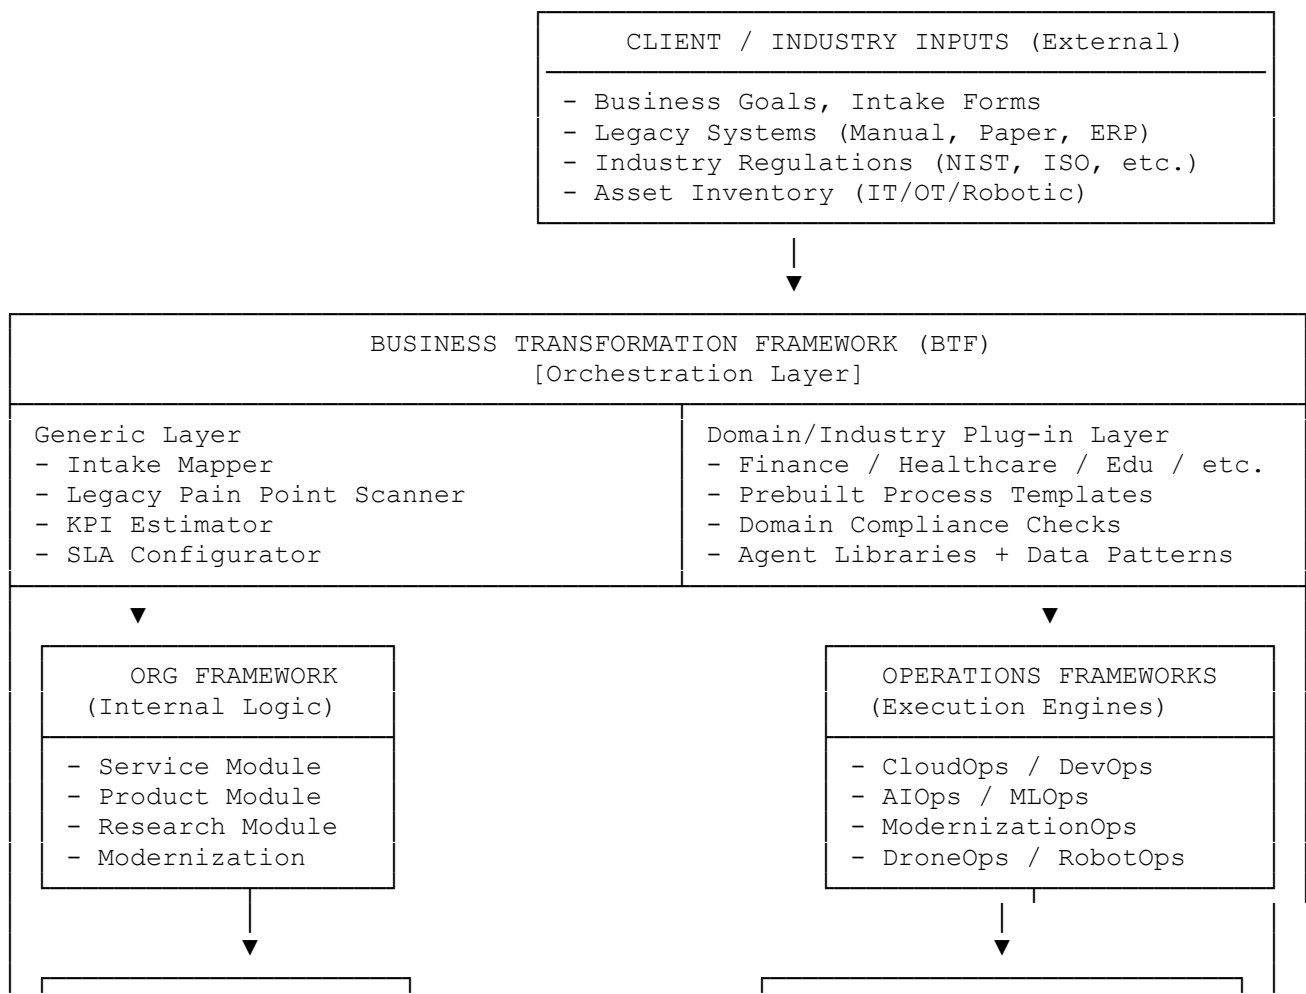 CLIENT / INDUSTRY INPUTS (External)
- Business Goals, Intake Forms
- Legacy Systems (Manual, Paper, ERP)
- Industry Regulations (NIST, ISO, etc.)
- Asset Inventory (IT/OT/Robotic)
BUSINESS TRANSFORMATION FRAMEWORK (BTF)
[Orchestration Layer]
Generic Layer
- Intake Mapper
- Legacy Pain Point Scanner
- KPI Estimator
- SLA Configurator
Domain/Industry Plug-in Layer
- Finance / Healthcare / Edu / etc.
- Prebuilt Process Templates
- Domain Compliance Checks
- Agent Libraries + Data Patterns
ORG FRAMEWORK
(Internal Logic)
- Service Module
- Product Module
- Research Module
- Modernization
OPERATIONS FRAMEWORKS
(Execution Engines)
- CloudOps / DevOps
- AIOps / MLOps
- ModernizationOps
- DroneOps / RobotOps